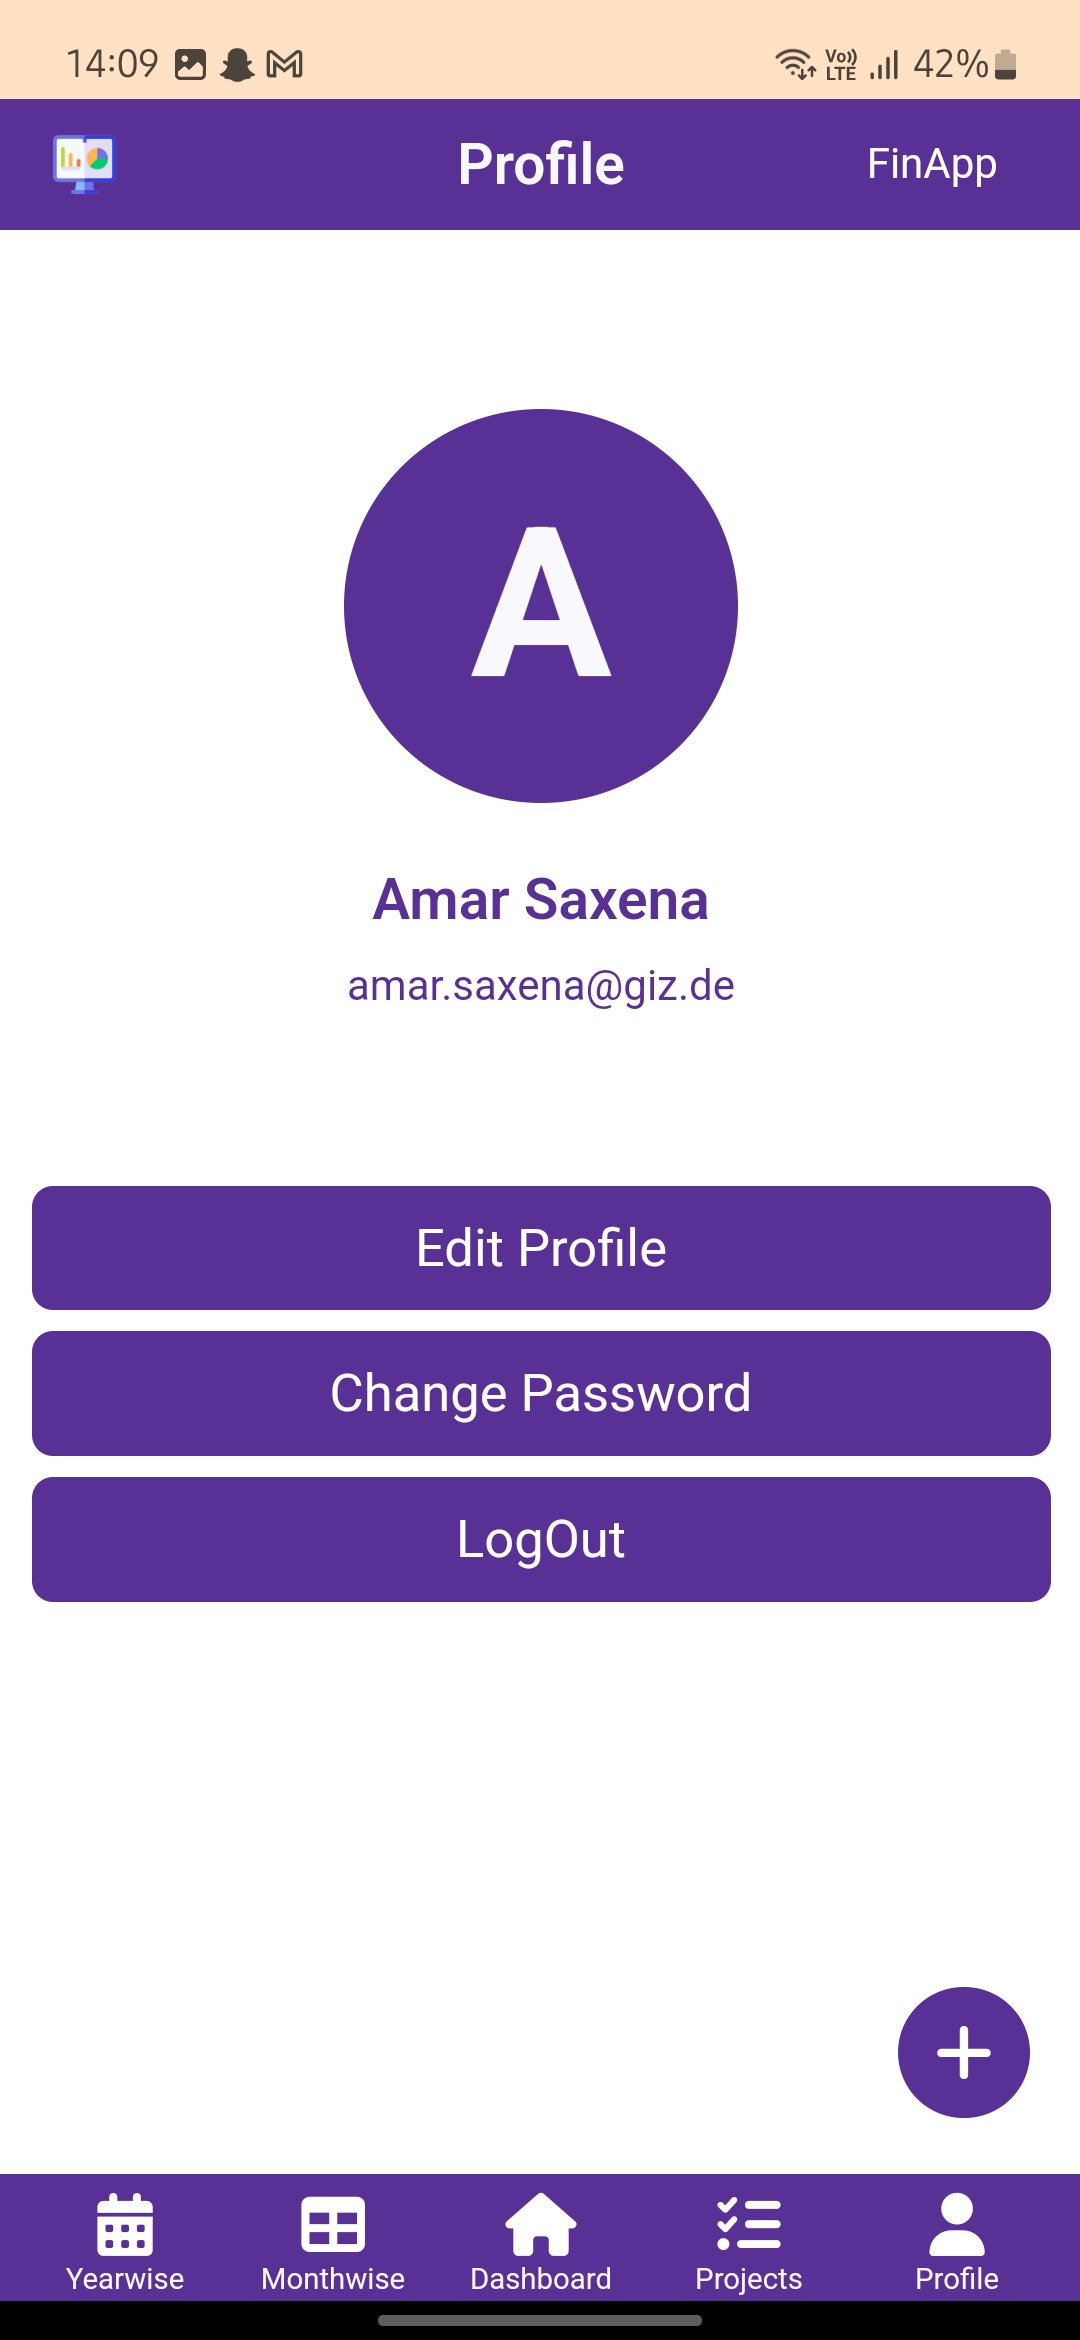 14:09 Vo)) LTE 42%
Profile FinApp
A
Amar Saxena
amar.saxena@giz.de
Edit Profile
Change Password
LogOut
Yearwise Monthwise Dashboard Projects Profile